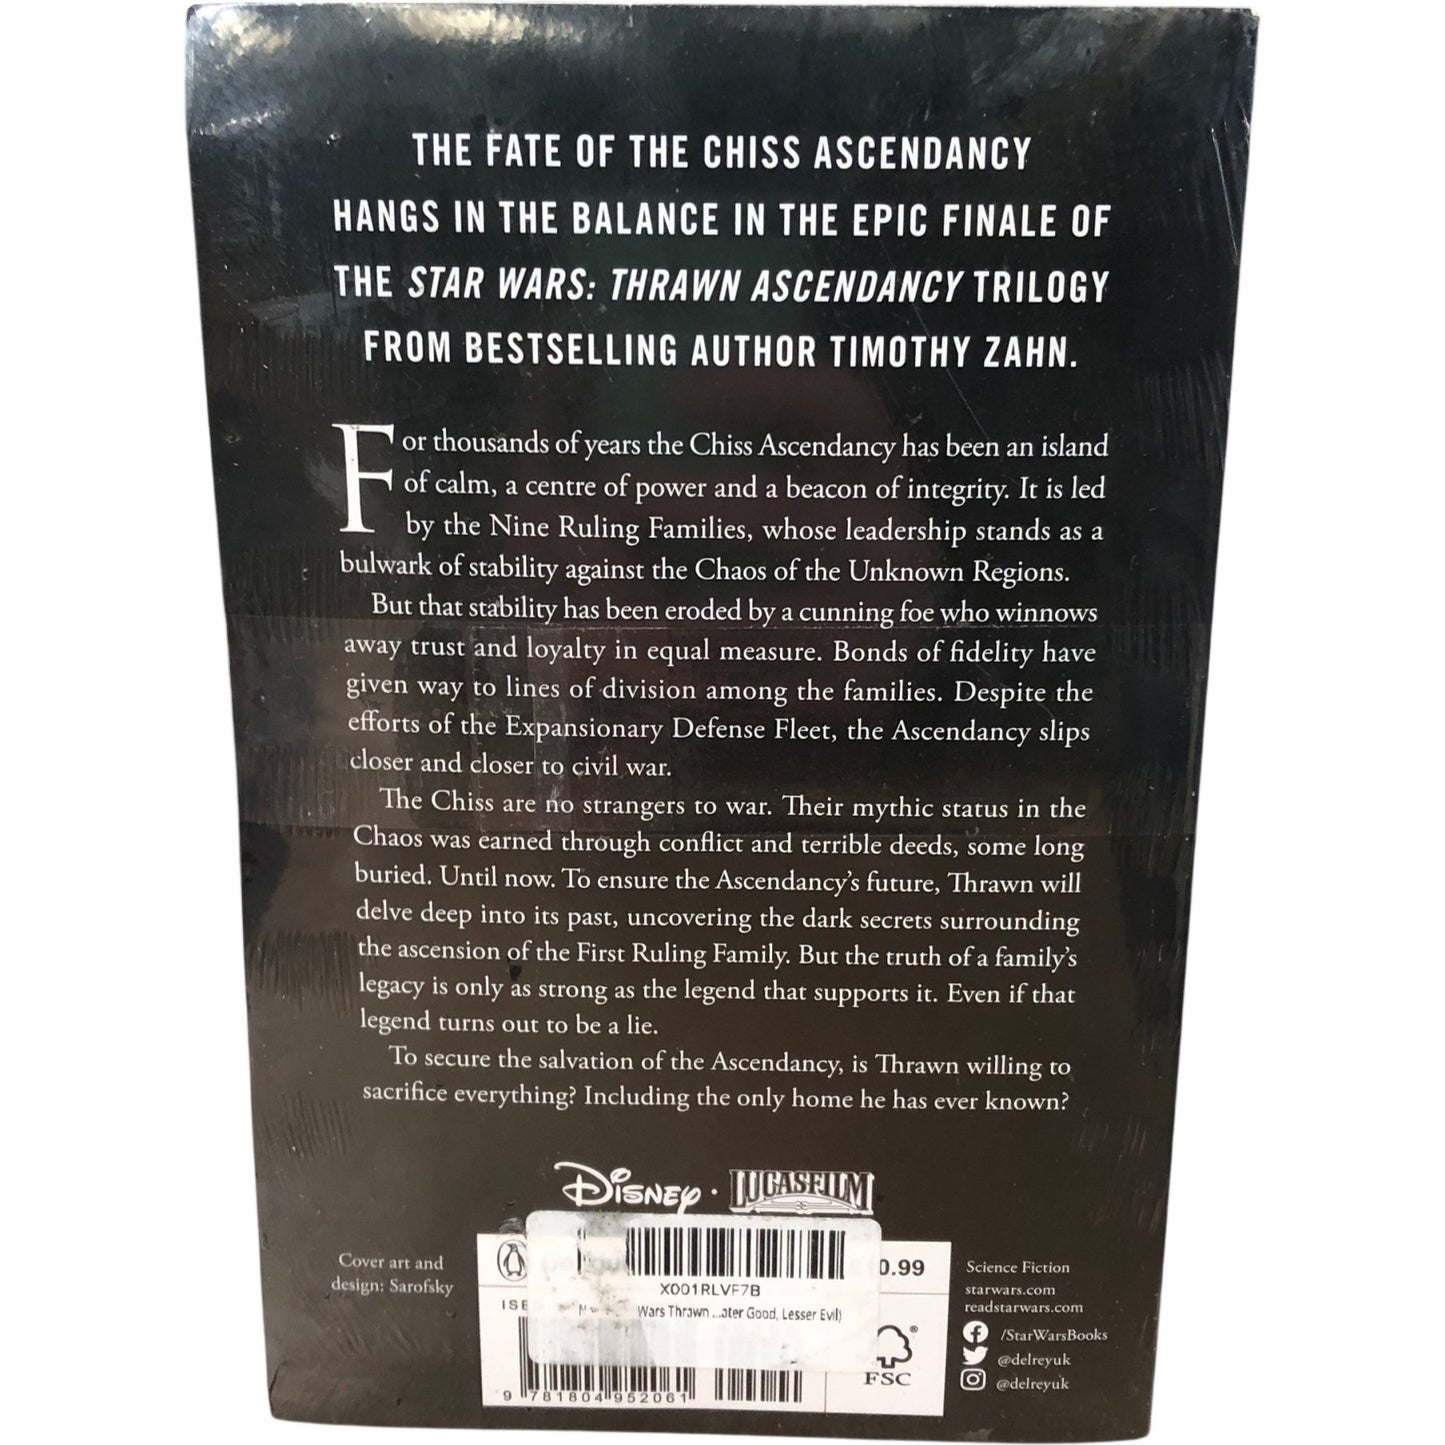 THE FATE OF THE CHISS ASCENDANCY
HANGS IN THE BALANCE IN THE EPIC FINALE OF
THE STAR WARS: THRAWN ASCENDANCY TRILOGY
FROM BESTSELLING AUTHOR TIMOTHY ZAHN.
For thousands of years the Chiss Ascendancy has been an island
of calm, a centre of power and a beacon of integrity. It is led
by the Nine Ruling Families, whose leadership stands as a
bulwark of stability against the Chaos of the Unknown Regions.
But that stability has been eroded by a cunning foe who winnows
away trust and loyalty in equal measure. Bonds of fidelity have
given way to lines of division among the families. Despite the
efforts of the Expansionary Defense Fleet, the Ascendancy slips
closer and closer to civil war.
The Chiss are no strangers to war. Their mythic status in the
Chaos was earned through conflict and terrible deeds, some long
buried. Until now. To ensure the Ascendancy's future, Thrawn will
delve deep into its past, uncovering the dark secrets surrounding
the ascension of the First Ruling Family. But the truth of a family's
legacy is only as strong as the legend that supports it. Even if that
legend turns out to be a lie.
To secure the salvation of the Ascendancy, is Thrawn willing to
sacrifice everything? Including the only home he has ever known?
Disney · LUCASFILM
Cover art and
design: Sarofsky
0.99
X001RLVF7B
Wars Thrawn ...ater Good, Lesser Evil)
9 781804 952061
FSC
Science Fiction
starwars.com
readstarwars.com
/StarWarsBooks
@delreyuk
@delreyuk